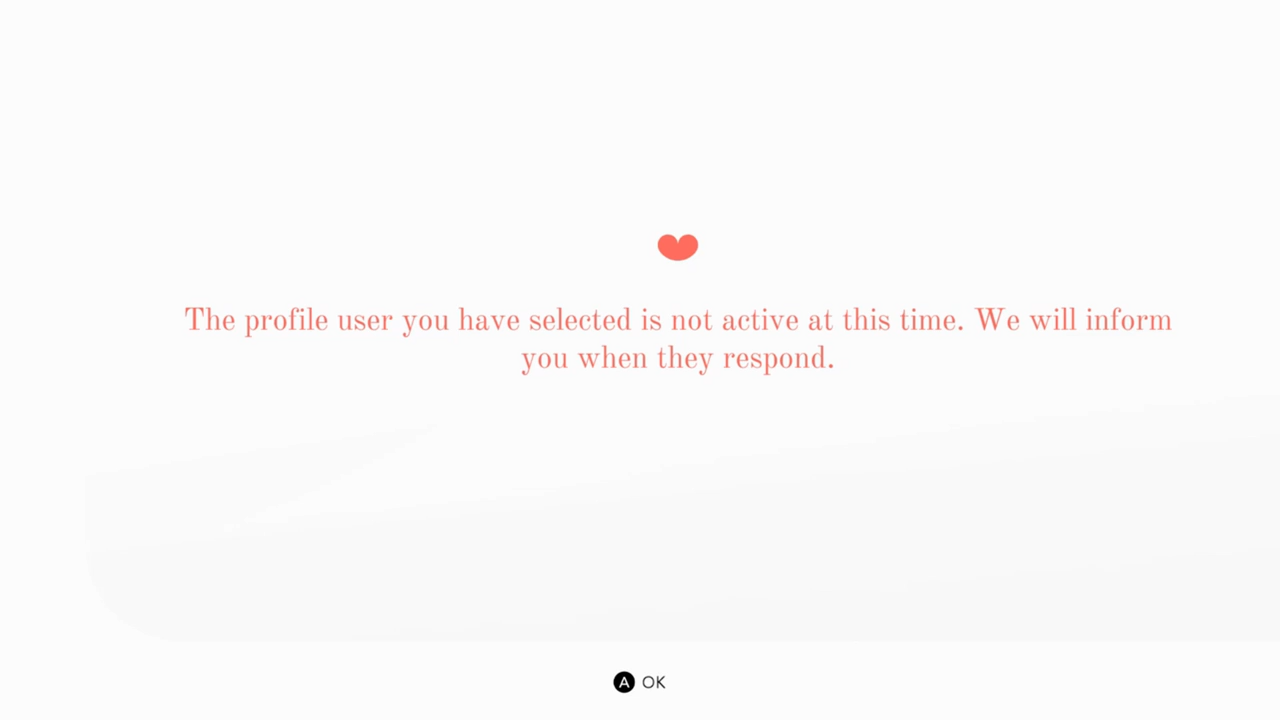 The profile user you have selected is not active at this time. We will inform
you when they respond.
A OK